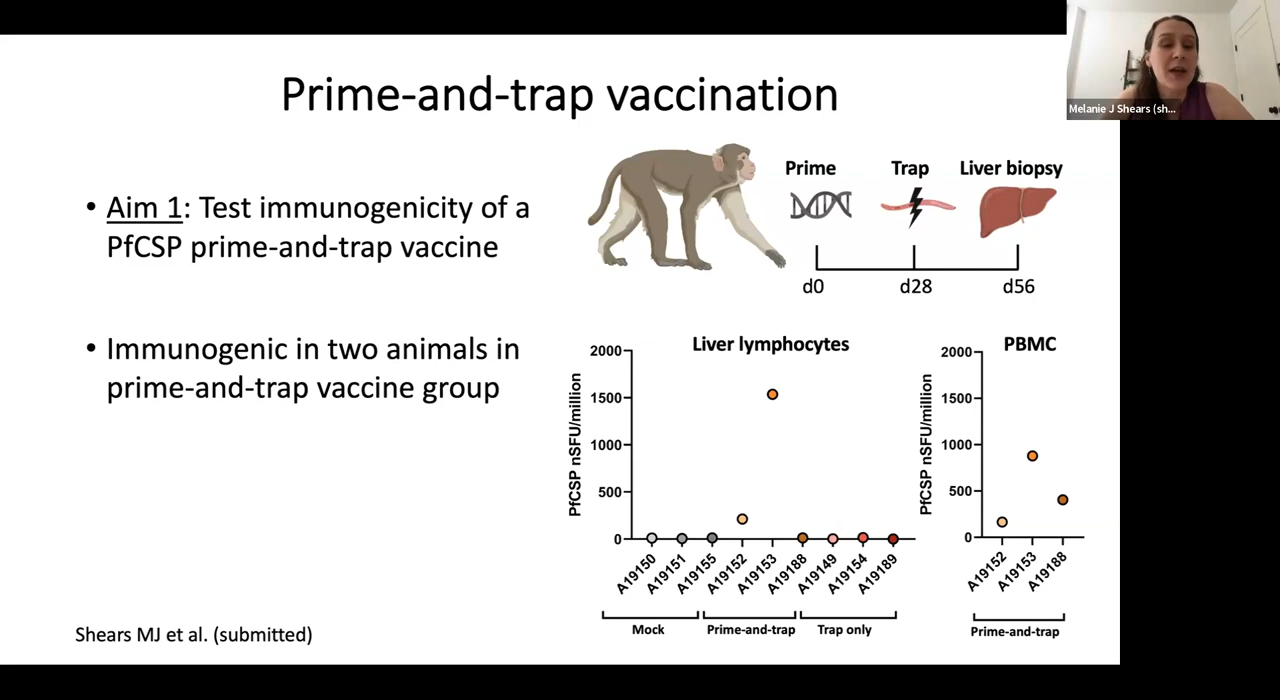 Prime-and-trap vaccination
Melanie J Shears (sh...
• Aim 1: Test immunogenicity of a
PfCSP prime-and-trap vaccine
• Immunogenic in two animals in
prime-and-trap vaccine group
Prime
Trap
Liver biopsy
d0
d28
d56
Liver lymphocytes
PfCSP nSFU/million
2000
1500
1000
500
0
A19150
A19151
A19155
A19152
A19153
A19188
A19149
A19154
A19189
Mock
Prime-and-trap
Trap only
PBMC
PfCSP nSFU/million
2000
1500
1000
500
0
A19152
A19153
A19188
Prime-and-trap
Shears MJ et al. (submitted)